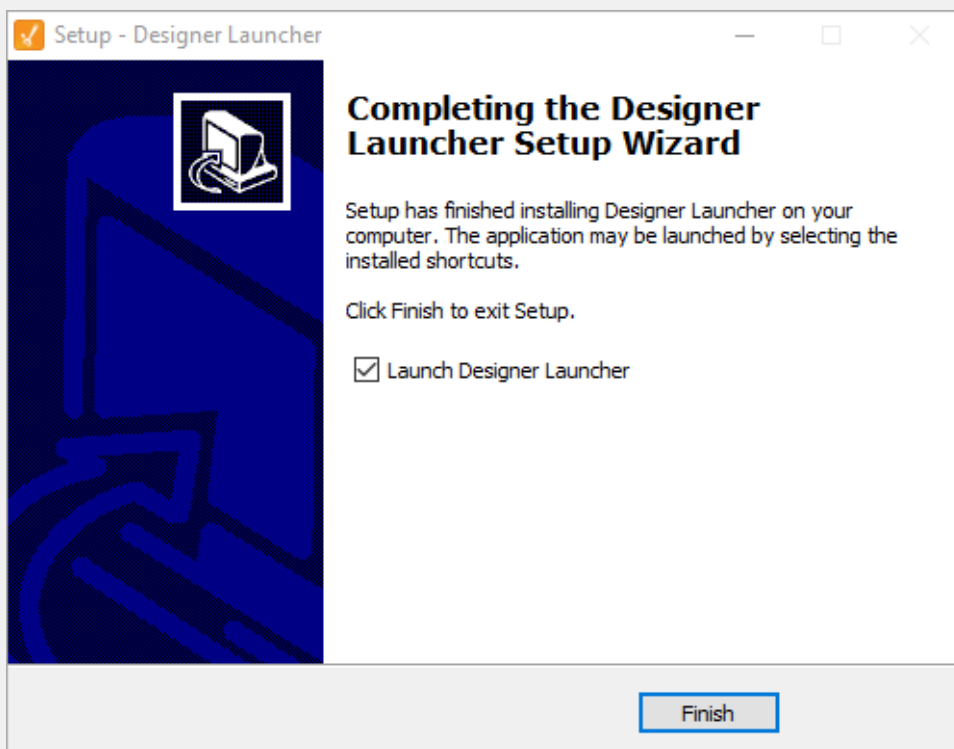 Setup - Designer Launcher
Completing the Designer
Launcher Setup Wizard
Setup has finished installing Designer Launcher on your
computer. The application may be launched by selecting the
installed shortcuts.
Click Finish to exit Setup.
Launch Designer Launcher
Finish